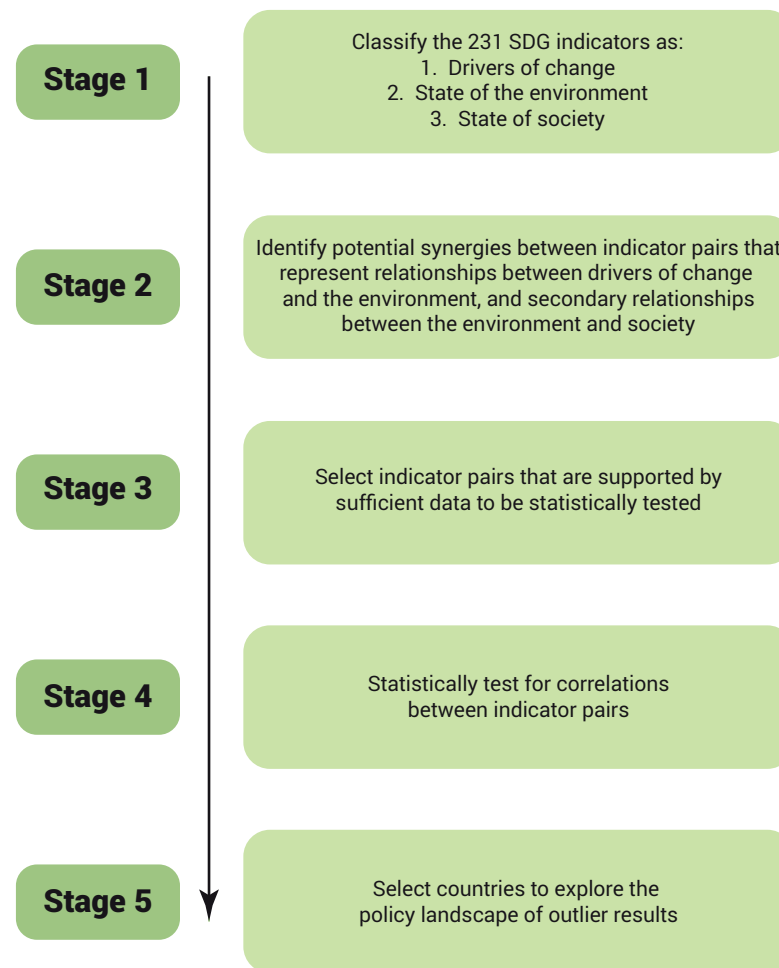 Stage 1
Classify the 231 SDG indicators as:
1. Drivers of change
2. State of the environment
3. State of society
Stage 2
Identify potential synergies between indicator pairs that
represent relationships between drivers of change
and the environment, and secondary relationships
between the environment and society
Stage 3
Select indicator pairs that are supported by
sufficient data to be statistically tested
Stage 4
Statistically test for correlations
between indicator pairs
Stage 5
Select countries to explore the
policy landscape of outlier results